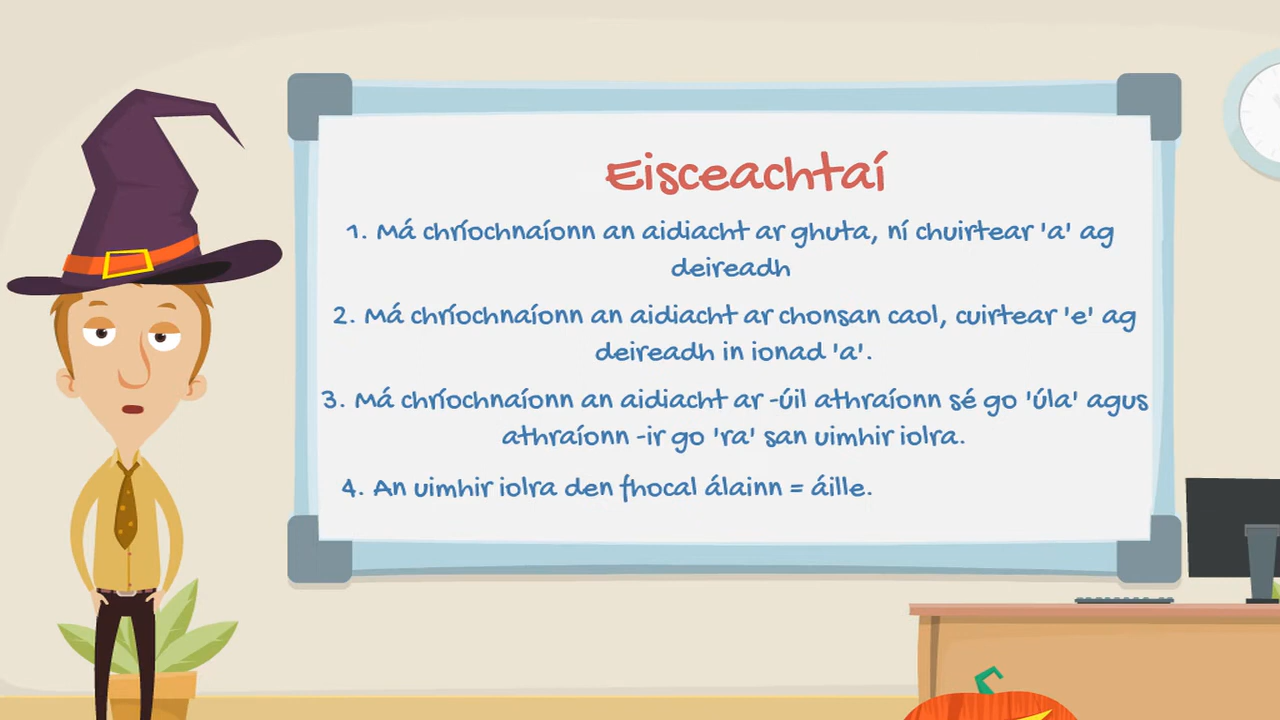 Eisceachtaí
1. Má chríochnaíonn an aidiacht ar ghuta, ní chuirtear 'a' ag
deireadh
2. Má chríochnaíonn an aidiacht ar chonsan caol, cuirtear 'e' ag
deireadh in ionad 'a'.
3. Má chríochnaíonn an aidiacht ar -úil athraíonn sé go 'úla' agus
athraíonn -ir go 'ra' san uimhir iolra.
4. An uimhir iolra den fhocal álainn = áille.